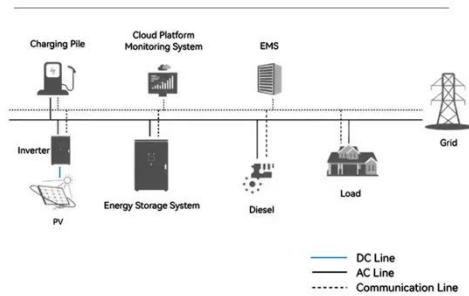 Charging Pile
Cloud Platform
Monitoring System
EMS
Inverter
Grid
PV
Energy Storage System
Diesel
Load
DC Line
AC Line
Communication Line